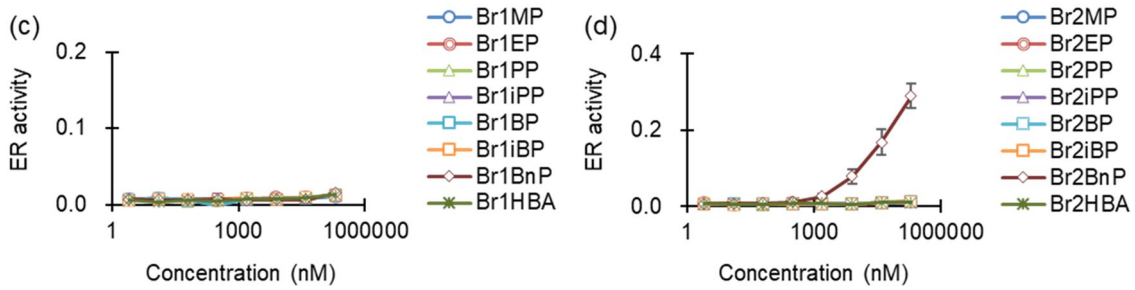 (c)
0.2
0.1
0.0
ER activity
1
1000
1000000
Concentration (nM)
Br1MP
Br1EP
Br1PP
Br1iPP
Br1BP
Br1iBP
Br1BnP
Br1HBA
(d)
0.4
0.2
0.0
ER activity
1
1000
1000000
Concentration (nM)
Br2MP
Br2EP
Br2PP
Br2iPP
Br2BP
Br2iBP
Br2BnP
Br2HBA